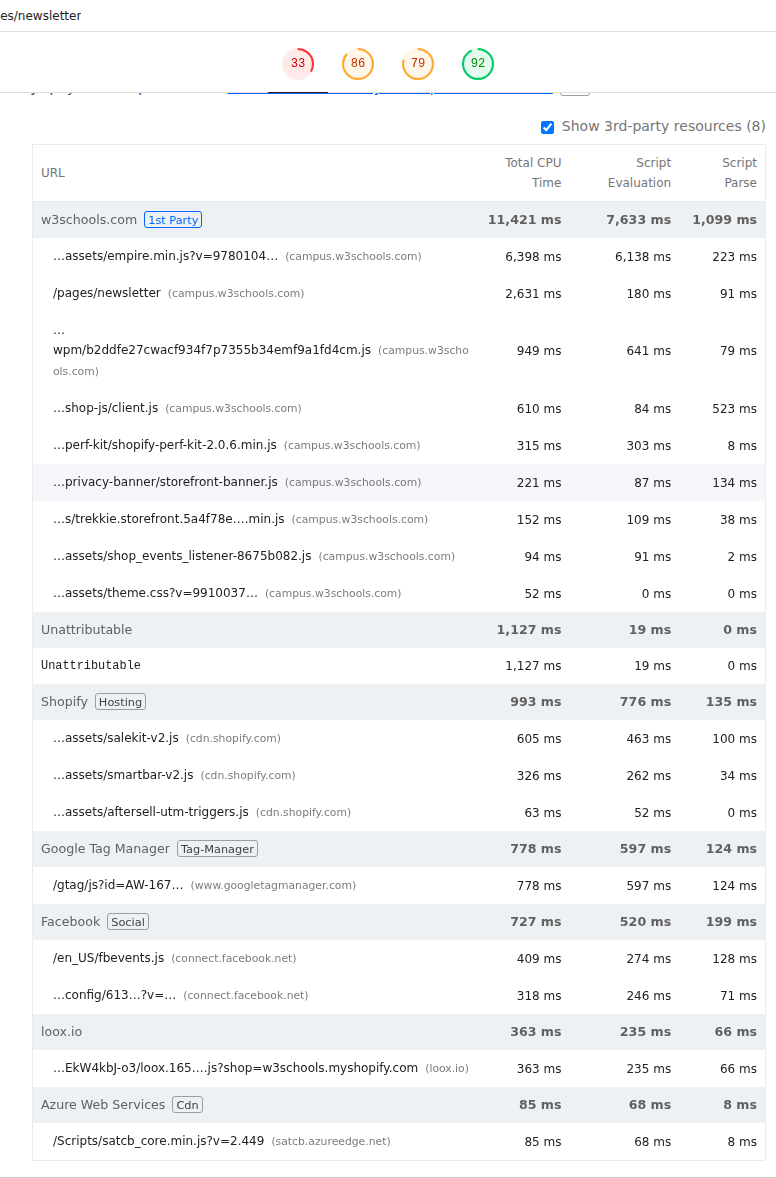 es/newsletter
33 86 79 92
Show 3rd-party resources (8)
URL Total CPU Time Script Evaluation Script Parse
w3schools.com 1st Party 11,421 ms 7,633 ms 1,099 ms
…assets/empire.min.js?v=9780104… (campus.w3schools.com) 6,398 ms 6,138 ms 223 ms
/pages/newsletter (campus.w3schools.com) 2,631 ms 180 ms 91 ms
…
wpm/b2ddfe27cwacf934f7p7355b34emf9a1fd4cm.js (campus.w3scho 949 ms 641 ms 79 ms
ols.com)
…shop-js/client.js (campus.w3schools.com) 610 ms 84 ms 523 ms
…perf-kit/shopify-perf-kit-2.0.6.min.js (campus.w3schools.com) 315 ms 303 ms 8 ms
…privacy-banner/storefront-banner.js (campus.w3schools.com) 221 ms 87 ms 134 ms
…s/trekkie.storefront.5a4f78e….min.js (campus.w3schools.com) 152 ms 109 ms 38 ms
…assets/shop_events_listener-8675b082.js (campus.w3schools.com) 94 ms 91 ms 2 ms
…assets/theme.css?v=9910037… (campus.w3schools.com) 52 ms 0 ms 0 ms
Unattributable 1,127 ms 19 ms 0 ms
Unattributable 1,127 ms 19 ms 0 ms
Shopify Hosting 993 ms 776 ms 135 ms
…assets/salekit-v2.js (cdn.shopify.com) 605 ms 463 ms 100 ms
…assets/smartbar-v2.js (cdn.shopify.com) 326 ms 262 ms 34 ms
…assets/aftersell-utm-triggers.js (cdn.shopify.com) 63 ms 52 ms 0 ms
Google Tag Manager Tag-Manager 778 ms 597 ms 124 ms
/gtag/js?id=AW-167… (www.googletagmanager.com) 778 ms 597 ms 124 ms
Facebook Social 727 ms 520 ms 199 ms
/en_US/fbevents.js (connect.facebook.net) 409 ms 274 ms 128 ms
…config/613…?v=… (connect.facebook.net) 318 ms 246 ms 71 ms
loox.io 363 ms 235 ms 66 ms
…EkW4kbJ-o3/loox.165….js?shop=w3schools.myshopify.com (loox.io) 363 ms 235 ms 66 ms
Azure Web Services Cdn 85 ms 68 ms 8 ms
/Scripts/satcb_core.min.js?v=2.449 (satcb.azureedge.net) 85 ms 68 ms 8 ms